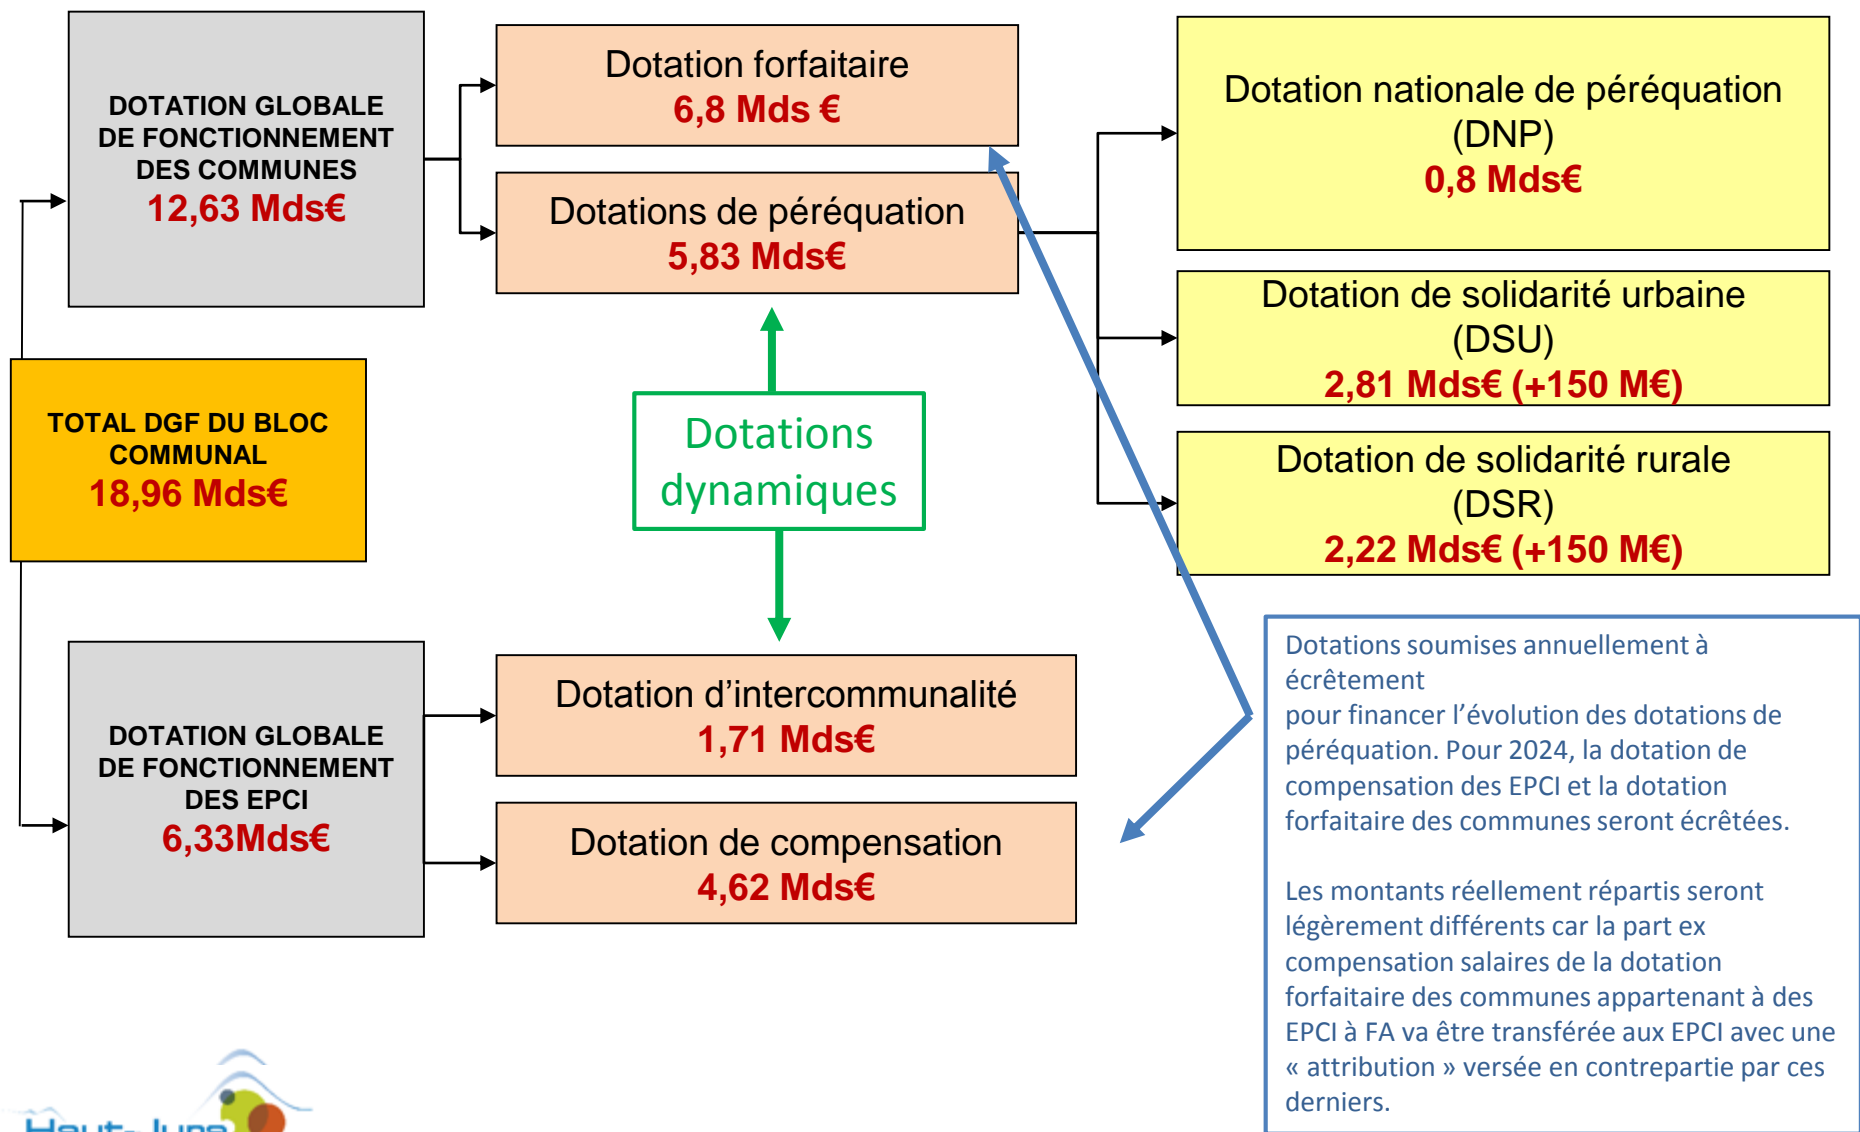 DOTATION GLOBALE
DE FONCTIONNEMENT
DES COMMUNES
12,63 Mds€
Dotation forfaitaire
6,8 Mds €
Dotations de péréquation
5,83 Mds€
Dotation nationale de péréquation
(DNP)
0,8 Mds€
Dotation de solidarité urbaine
(DSU)
2,81 Mds€ (+150 M€)
Dotation de solidarité rurale
(DSR)
2,22 Mds€ (+150 M€)
TOTAL DGF DU BLOC
COMMUNAL
18,96 Mds€
Dotations
dynamiques
DOTATION GLOBALE
DE FONCTIONNEMENT
DES EPCI
6,33Mds€
Dotation d’intercommunalité
1,71 Mds€
Dotation de compensation
4,62 Mds€
Dotations soumises annuellement à
écrêtement
pour financer l’évolution des dotations de
péréquation. Pour 2024, la dotation de
compensation des EPCI et la dotation
forfaitaire des communes seront écrêtées.
Les montants réellement répartis seront
légèrement différents car la part ex
compensation salaires de la dotation
forfaitaire des communes appartenant à des
EPCI à FA va être transférée aux EPCI avec une
« attribution » versée en contrepartie par ces
derniers.
Haut-Jura